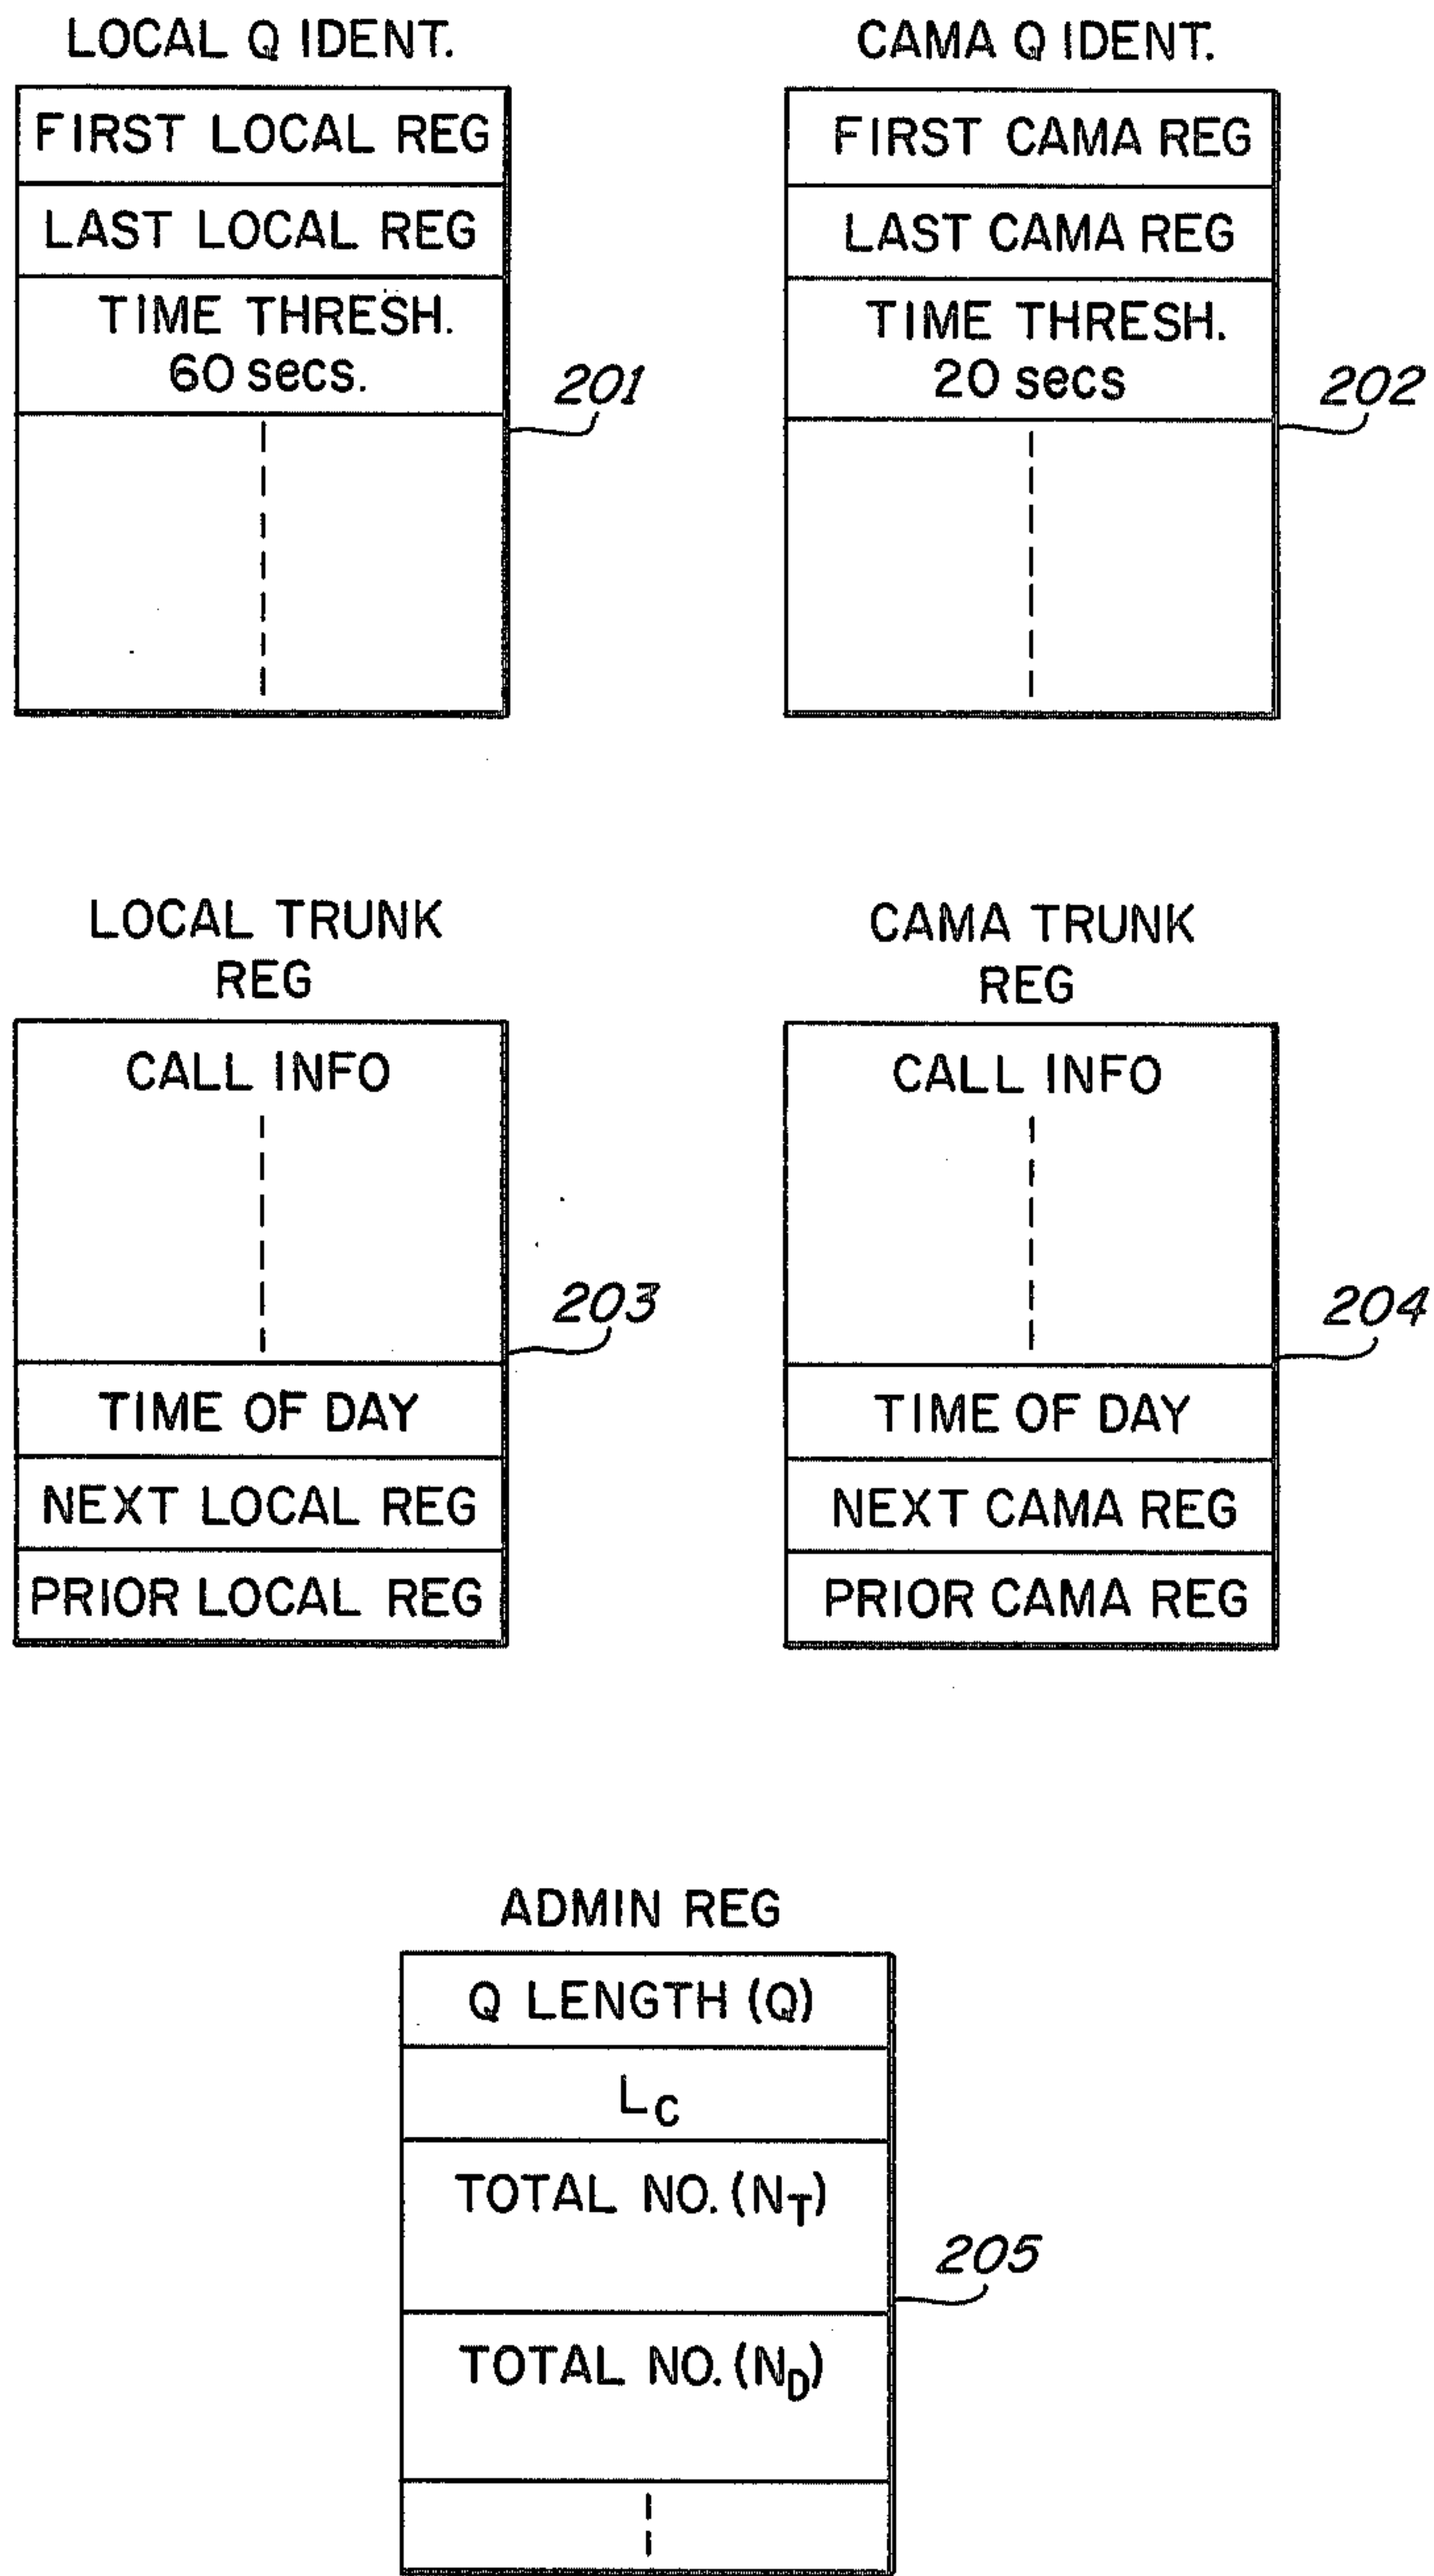 LOCAL Q IDENT.
FIRST LOCAL REG
LAST LOCAL REG
TIME THRESH.
60 secs.
201
CAMA Q IDENT.
FIRST CAMA REG
LAST CAMA REG
TIME THRESH.
20 secs
202
LOCAL TRUNK
REG
CALL INFO
203
TIME OF DAY
NEXT LOCAL REG
PRIOR LOCAL REG
CAMA TRUNK
REG
CALL INFO
204
TIME OF DAY
NEXT CAMA REG
PRIOR CAMA REG
ADMIN REG
Q LENGTH (Q)
LC
TOTAL NO. (NT)
205
TOTAL NO. (ND)